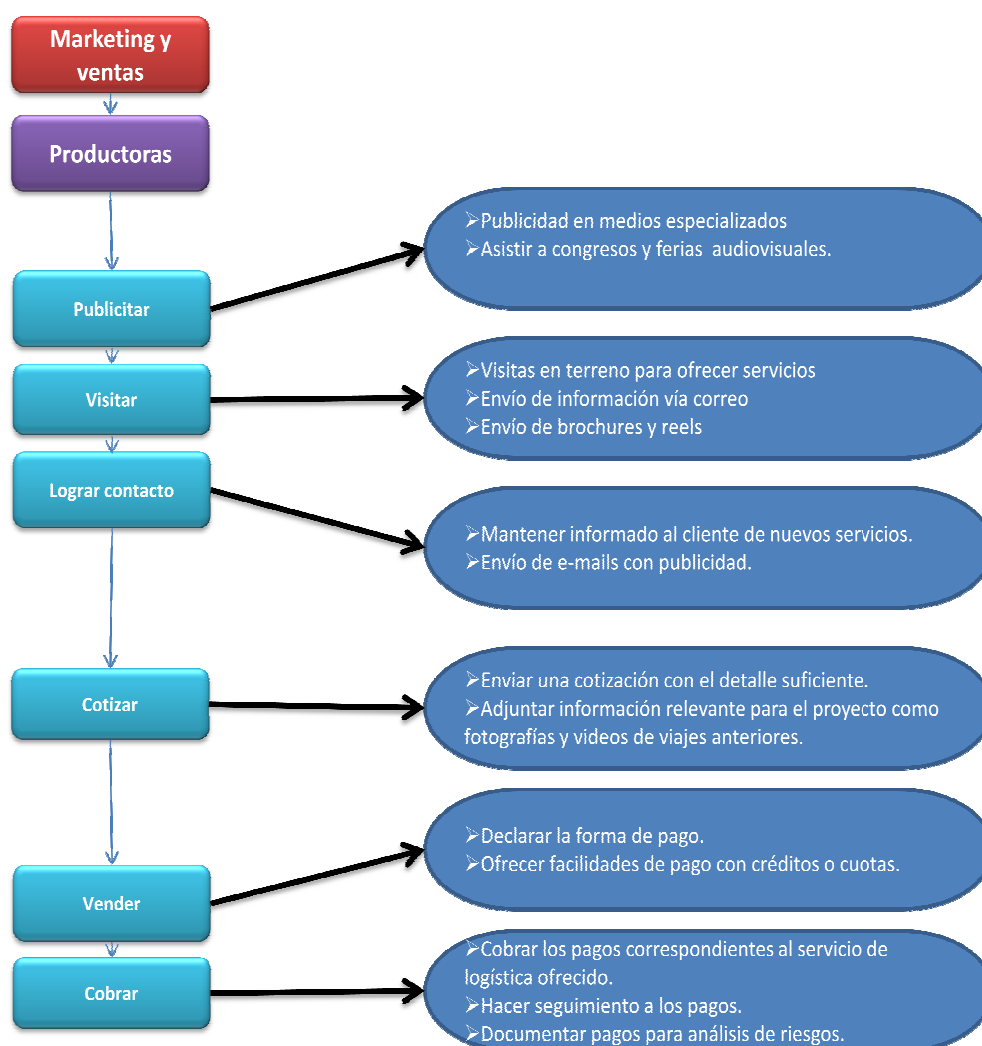 Marketing y
ventas
Productoras
Publicitar
➢Publicidad en medios especializados
➢Asistir a congresos y ferias audiovisuales.
Visitar
➢Visitas en terreno para ofrecer servicios
➢Envío de información vía correo
➢Envío de brochures y reels
Lograr contacto
➢Mantener informado al cliente de nuevos servicios.
➢Envío de e-mails con publicidad.
Cotizar
➢Enviar una cotización con el detalle suficiente.
➢Adjuntar información relevante para el proyecto como
fotografías y videos de viajes anteriores.
Vender
➢Declarar la forma de pago.
➢Ofrecer facilidades de pago con créditos o cuotas.
Cobrar
➢Cobrar los pagos correspondientes al servicio de
logística ofrecido.
➢Hacer seguimiento a los pagos.
➢Documentar pagos para análisis de riesgos.